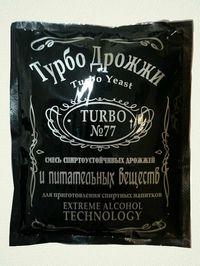 Турбо Дрожжи
Turbo Yeast
TURBO
№77
СМЕСЬ СПИРТОУСТОЙЧИВЫХ ДРОЖЖЕЙ
и питательных веществ
для приготовления спиртных напитков
EXTREME ALCOHOL
TECHNOLOGY